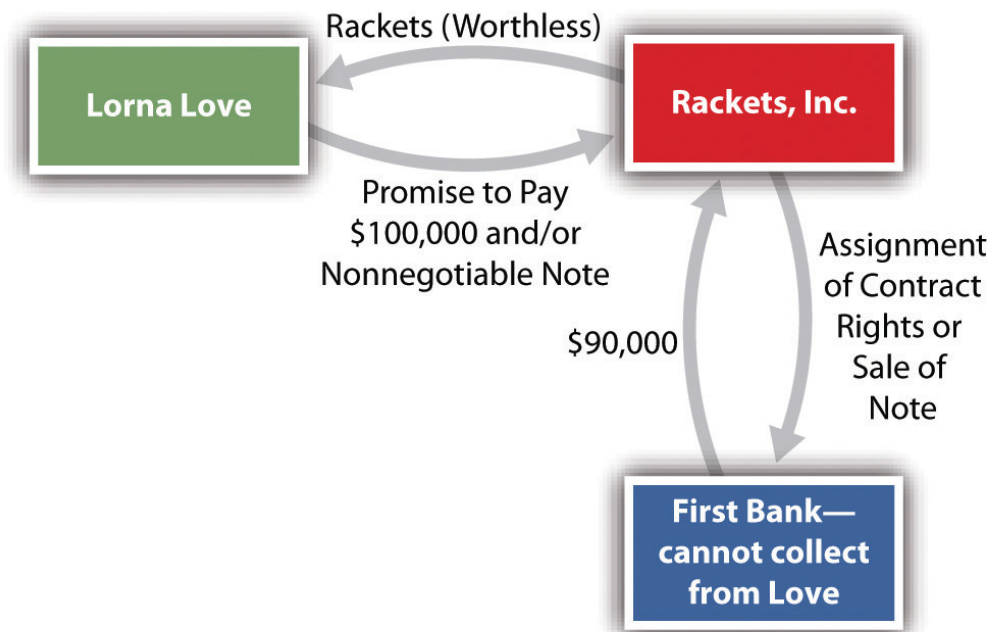 Rackets (Worthless)
Lorna Love
Rackets, Inc.
Promise to Pay
$100,000 and/or
Nonnegotiable Note
Assignment
of Contract
Rights or
Sale of
Note
$90,000
First Bank—
cannot collect
from Love